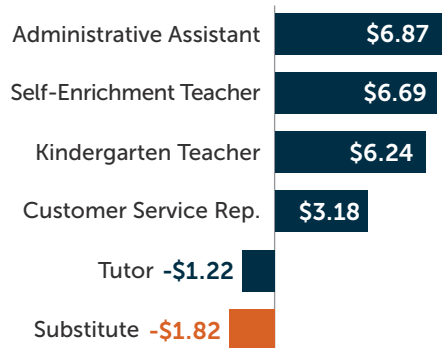 Administrative Assistant $6.87
Self-Enrichment Teacher $6.69
Kindergarten Teacher $6.24
Customer Service Rep. $3.18
Tutor -$1.22
Substitute -$1.82